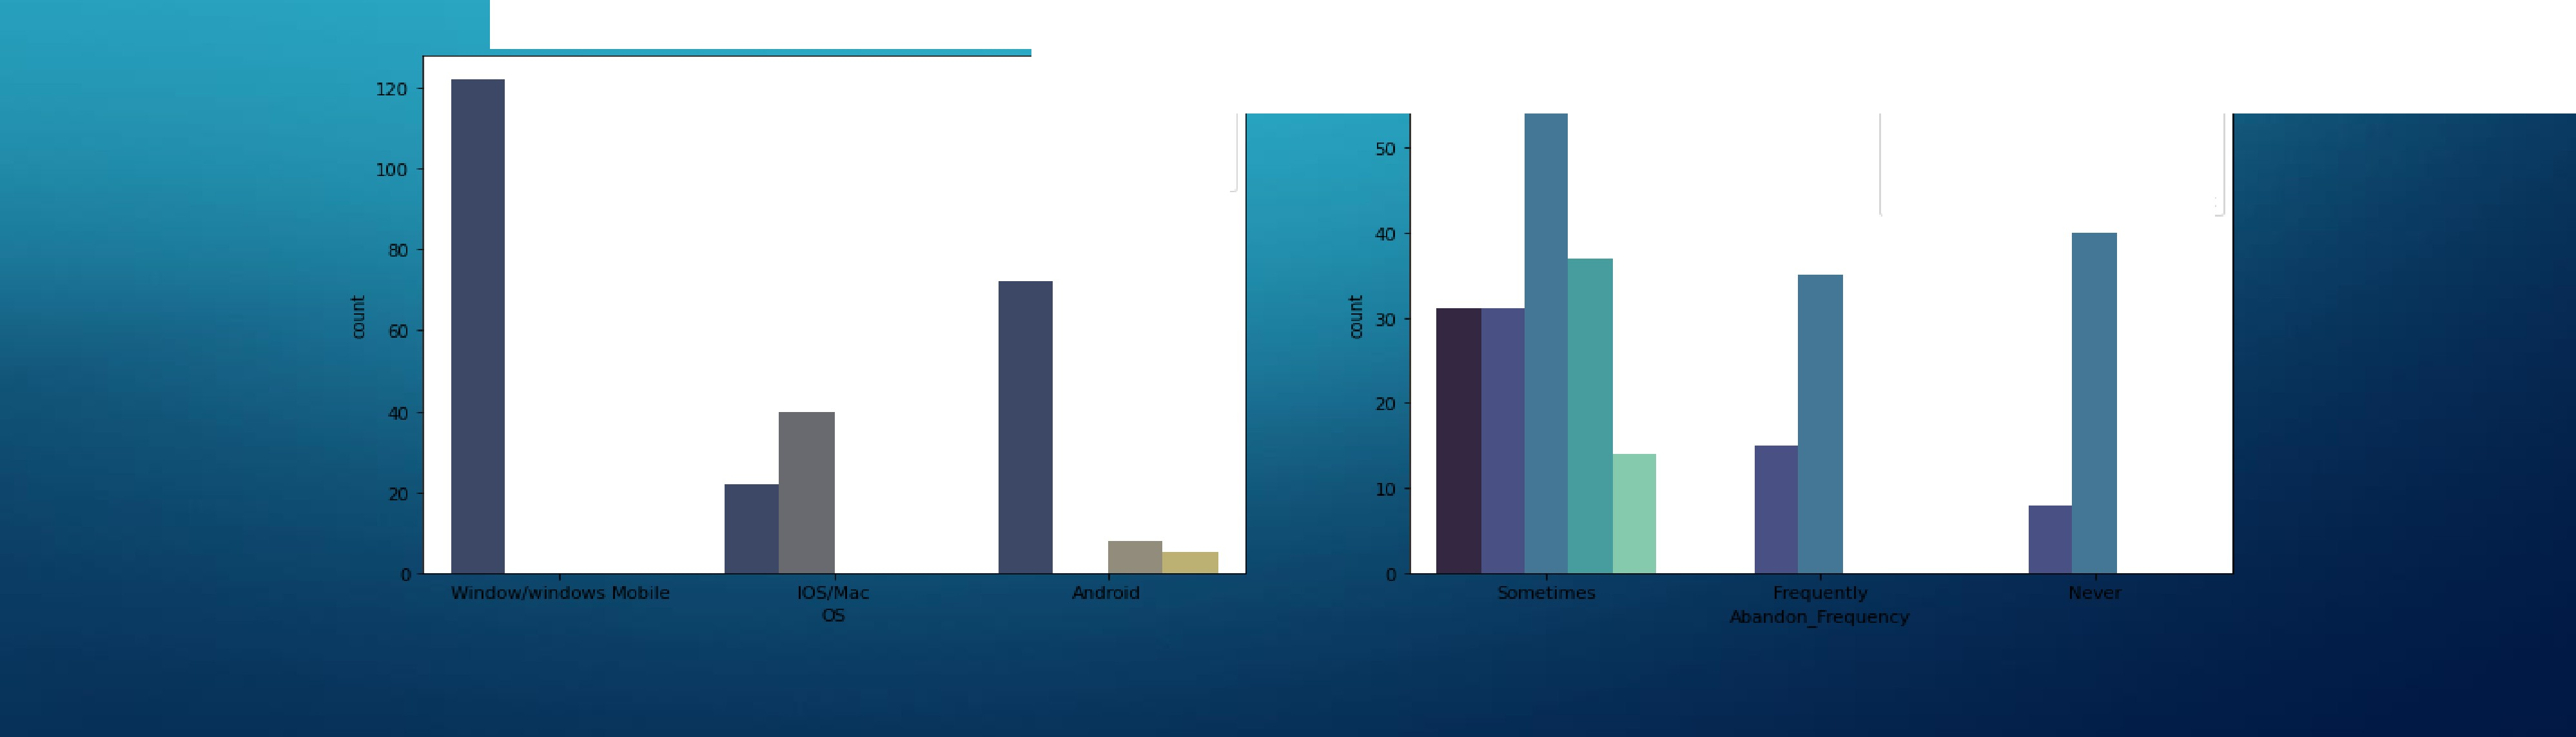 120
100
80
60
40
20
0
count
Window/windows Mobile
IOS/Mac
Android
OS
50
40
30
20
10
0
count
Sometimes
Frequently
Never
Abandon_Frequency